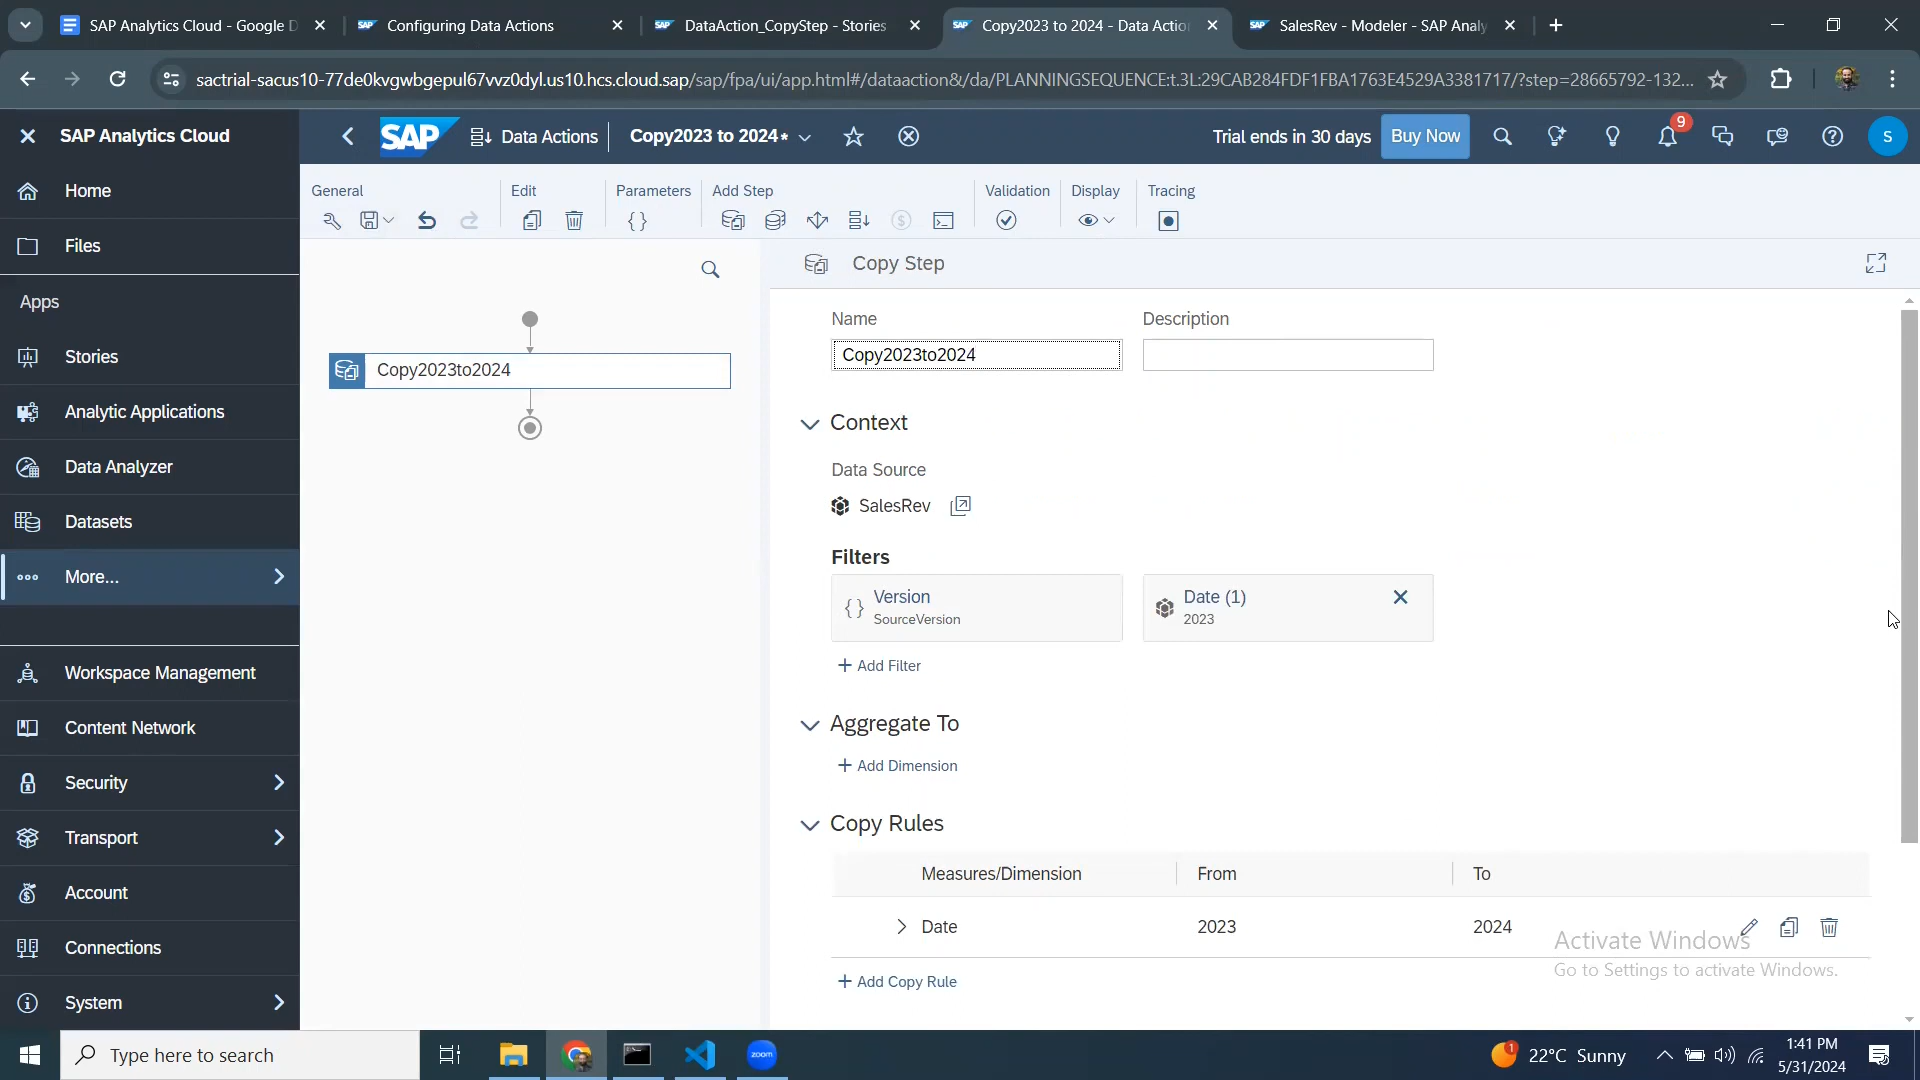 SAP Analytics Cloud - Google D
Configuring Data Actions
DataAction_CopyStep - Stories
Copy2023 to 2024 - Data Actio
SalesRev - Modeler - SAP Analy
sactrial-sacus10-77de0kvgwbgepul67vvz0dyl.us10.hcs.cloud.sap/sap/fpa/ui/app.html#/dataaction&/da/PLANNINGSEQUENCE:t.3L:29CAB284FDF1FBA1763E4529A3381717/?step=28665792-132...
SAP Analytics Cloud
SAP
Data Actions
Copy2023 to 2024*
Trial ends in 30 days
Buy Now
9
S
Home
Files
Apps
Stories
Analytic Applications
Data Analyzer
Datasets
More...
Workspace Management
Content Network
Security
Transport
Account
Connections
System
General
Edit
Parameters
Add Step
Validation
Display
Tracing
Copy2023to2024
Copy Step
Name
Description
Copy2023to2024
Context
Data Source
SalesRev
Filters
Version
SourceVersion
Date (1)
2023
+ Add Filter
Aggregate To
+ Add Dimension
Copy Rules
Measures/Dimension
From
To
Date
2023
2024
+ Add Copy Rule
Activate Windows
Go to Settings to activate Windows.
Type here to search
zoom
1
22°C Sunny
1:41 PM
5/31/2024